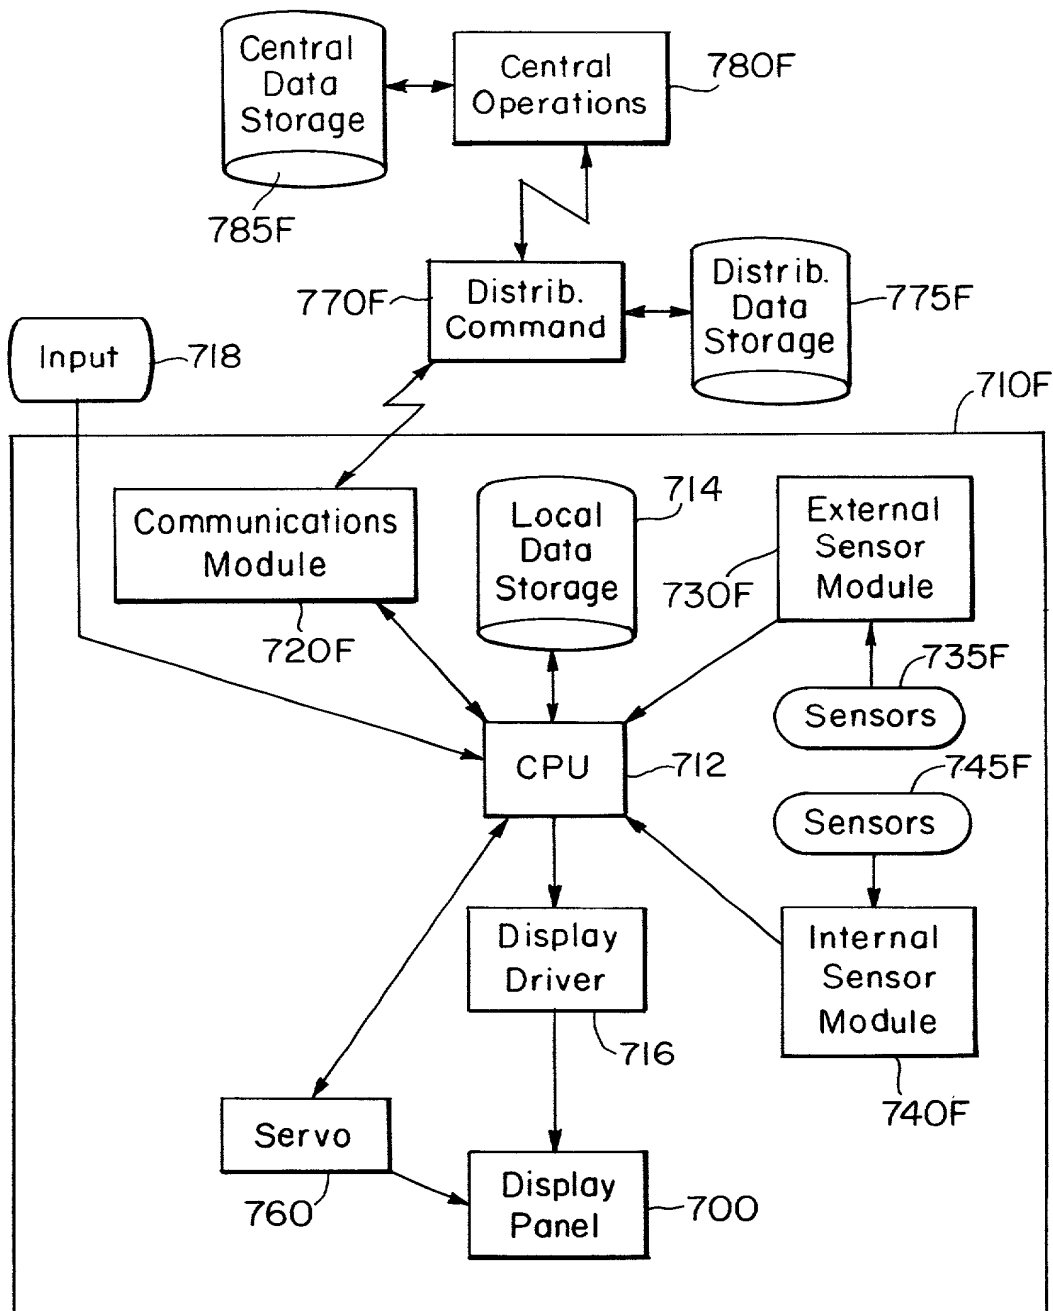 Central
Data
Storage
785F
Central
Operations
780F
770F
Distrib.
Command
Distrib.
Data
Storage
775F
Input
718
710F
Communications
Module
720F
Local
Data
Storage
714
External
Sensor
Module
730F
735F
Sensors
CPU
712
745F
Sensors
Display
Driver
716
Internal
Sensor
Module
740F
Servo
760
Display
Panel
700